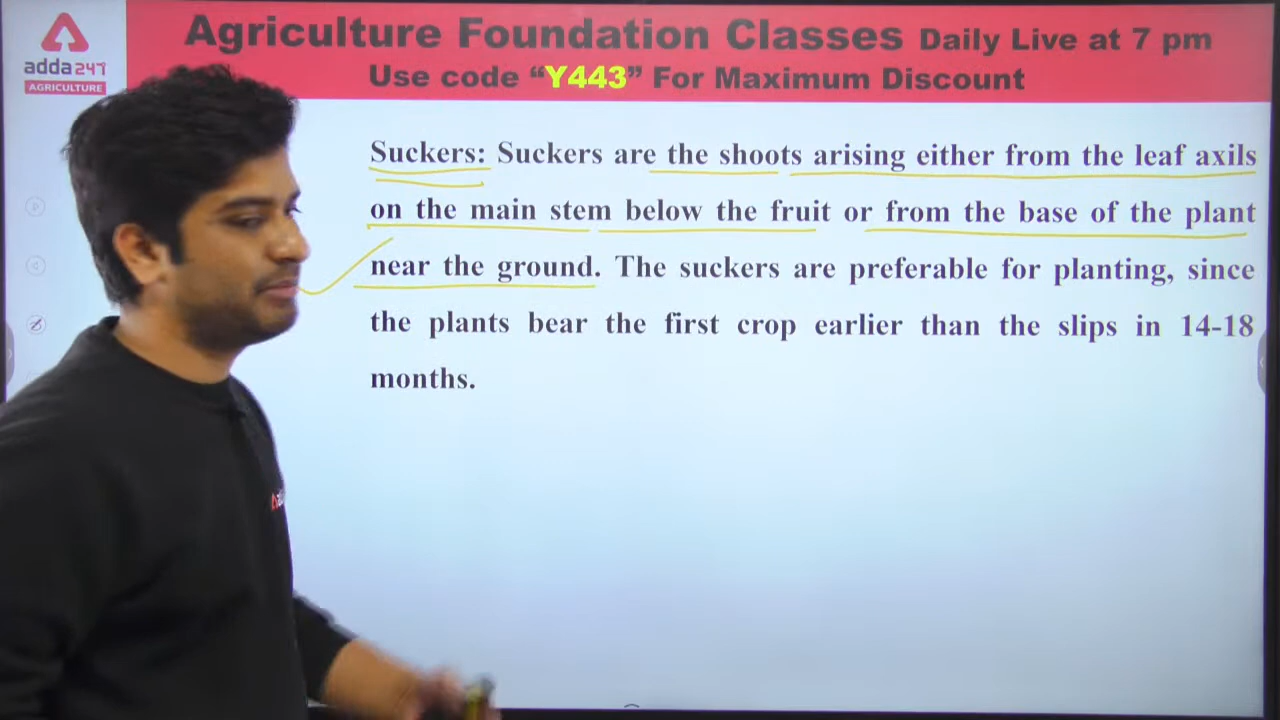 Agriculture Foundation Classes Daily Live at 7 pm
Use code “Y443” For Maximum Discount
adda247
AGRICULTURE
Suckers: Suckers are the shoots arising either from the leaf axils
on the main stem below the fruit or from the base of the plant
near the ground. The suckers are preferable for planting, since
the plants bear the first crop earlier than the slips in 14-18
months.